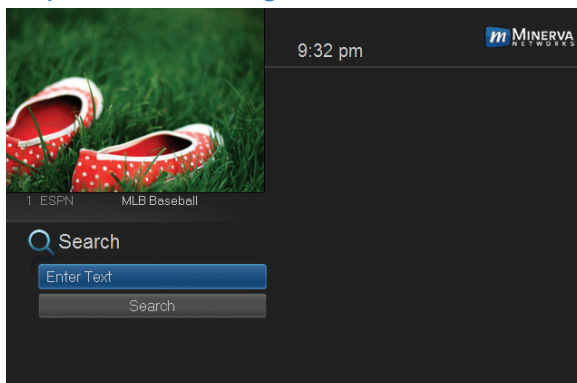 9:32 pm
m MINERVA
NETWORKS
1 ESPN MLB Baseball
Search
Enter Text
Search